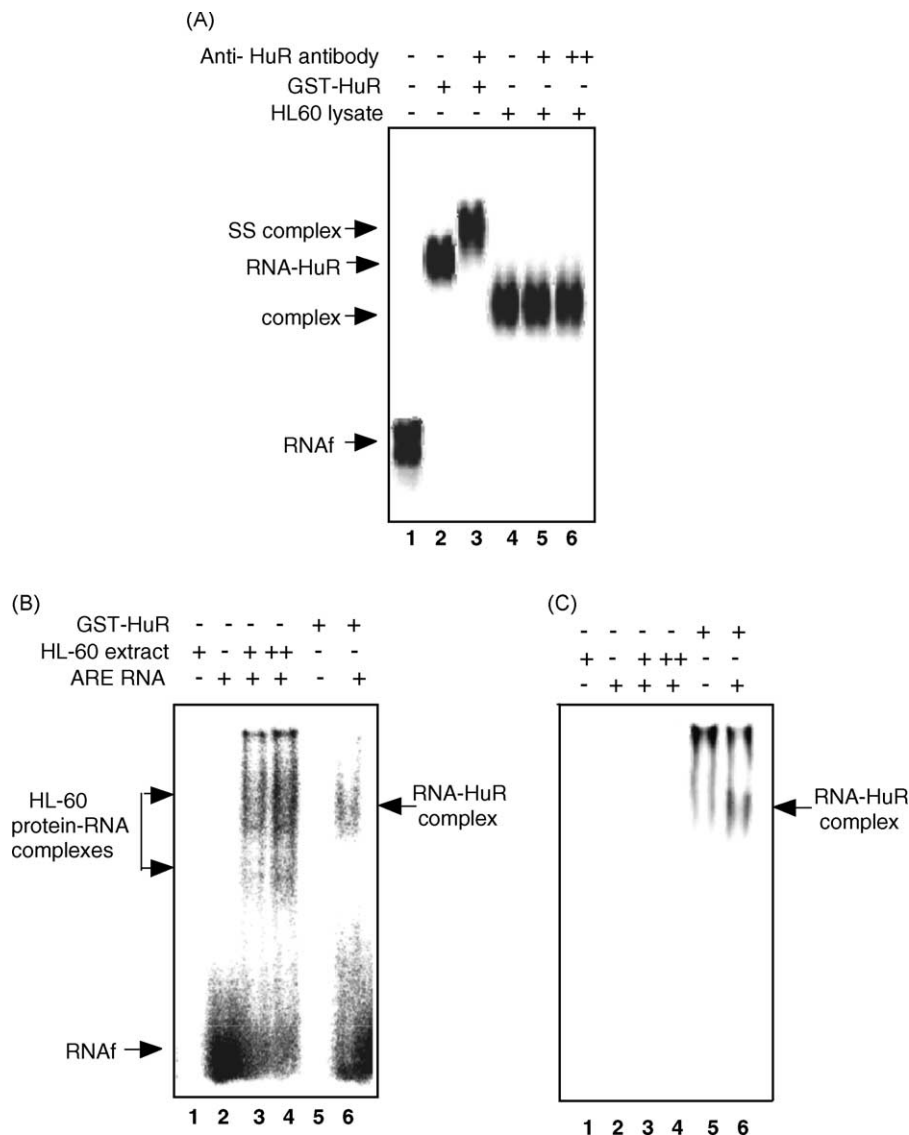 (A)
Anti- HuR antibody - - + - + ++
GST-HuR - + + - - -
HL60 lysate - - - + + +
SS complex
RNA-HuR
complex
RNAf
1 2 3 4 5 6
(B)
GST-HuR - - - - + +
HL-60 extract + - + ++ - -
ARE RNA - + + + - +
HL-60
protein-RNA
complexes
RNA-HuR
complex
RNAf
1 2 3 4 5 6
(C)
- - - - + +
+ - + ++ - -
- + + + - +
RNA-HuR
complex
1 2 3 4 5 6